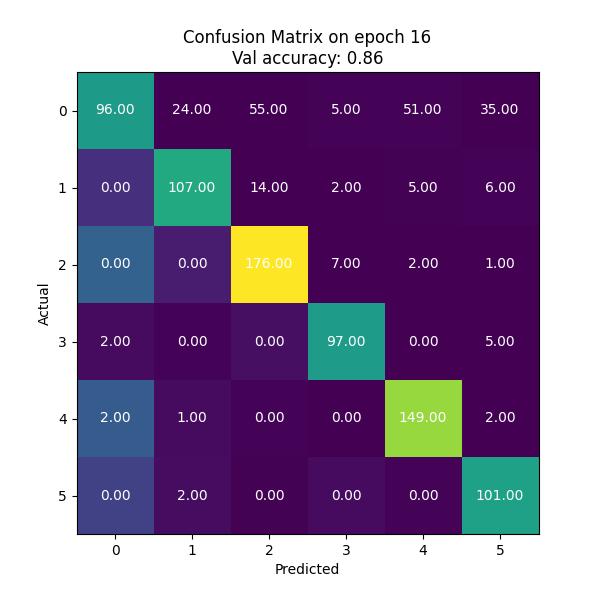 Confusion Matrix on epoch 16
Val accuracy: 0.86
0 96.00 24.00 55.00 5.00 51.00 35.00
1 0.00 107.00 14.00 2.00 5.00 6.00
2 0.00 0.00 176.00 7.00 2.00 1.00
Actual
3 2.00 0.00 0.00 97.00 0.00 5.00
4 2.00 1.00 0.00 0.00 149.00 2.00
5 0.00 2.00 0.00 0.00 0.00 101.00
0 1 2 3 4 5
Predicted